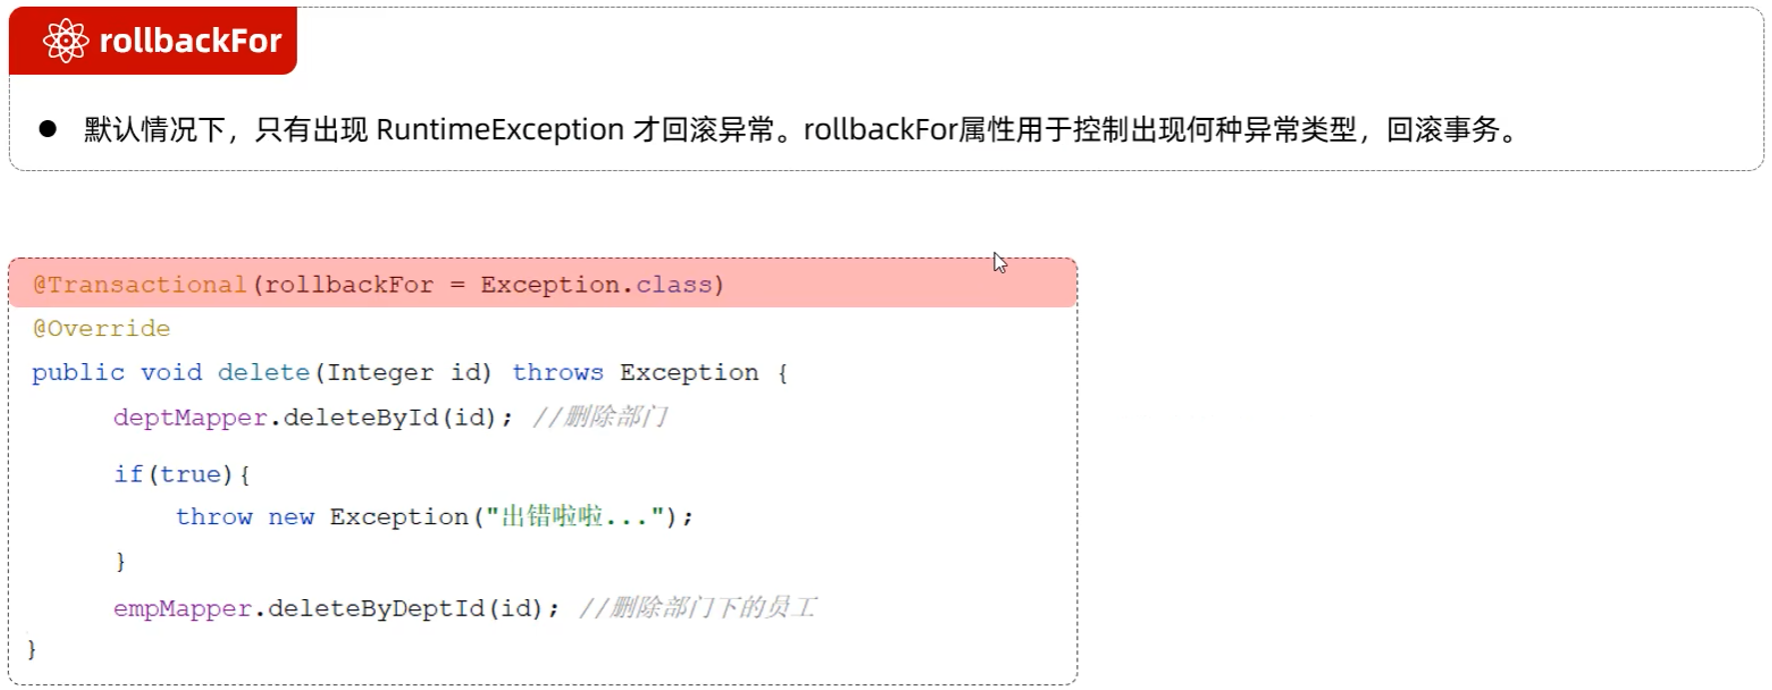 rollbackFor
● 默认情况下，只有出现 RuntimeException 才回滚异常。rollbackFor属性用于控制出现何种异常类型，回滚事务。
@Transactional(rollbackFor = Exception.class)
@Override
public void delete(Integer id) throws Exception {
deptMapper.deleteById(id); //删除部门
if(true){
throw new Exception("出错啦啦...");
}
empMapper.deleteByDeptId(id); //删除部门下的员工
}